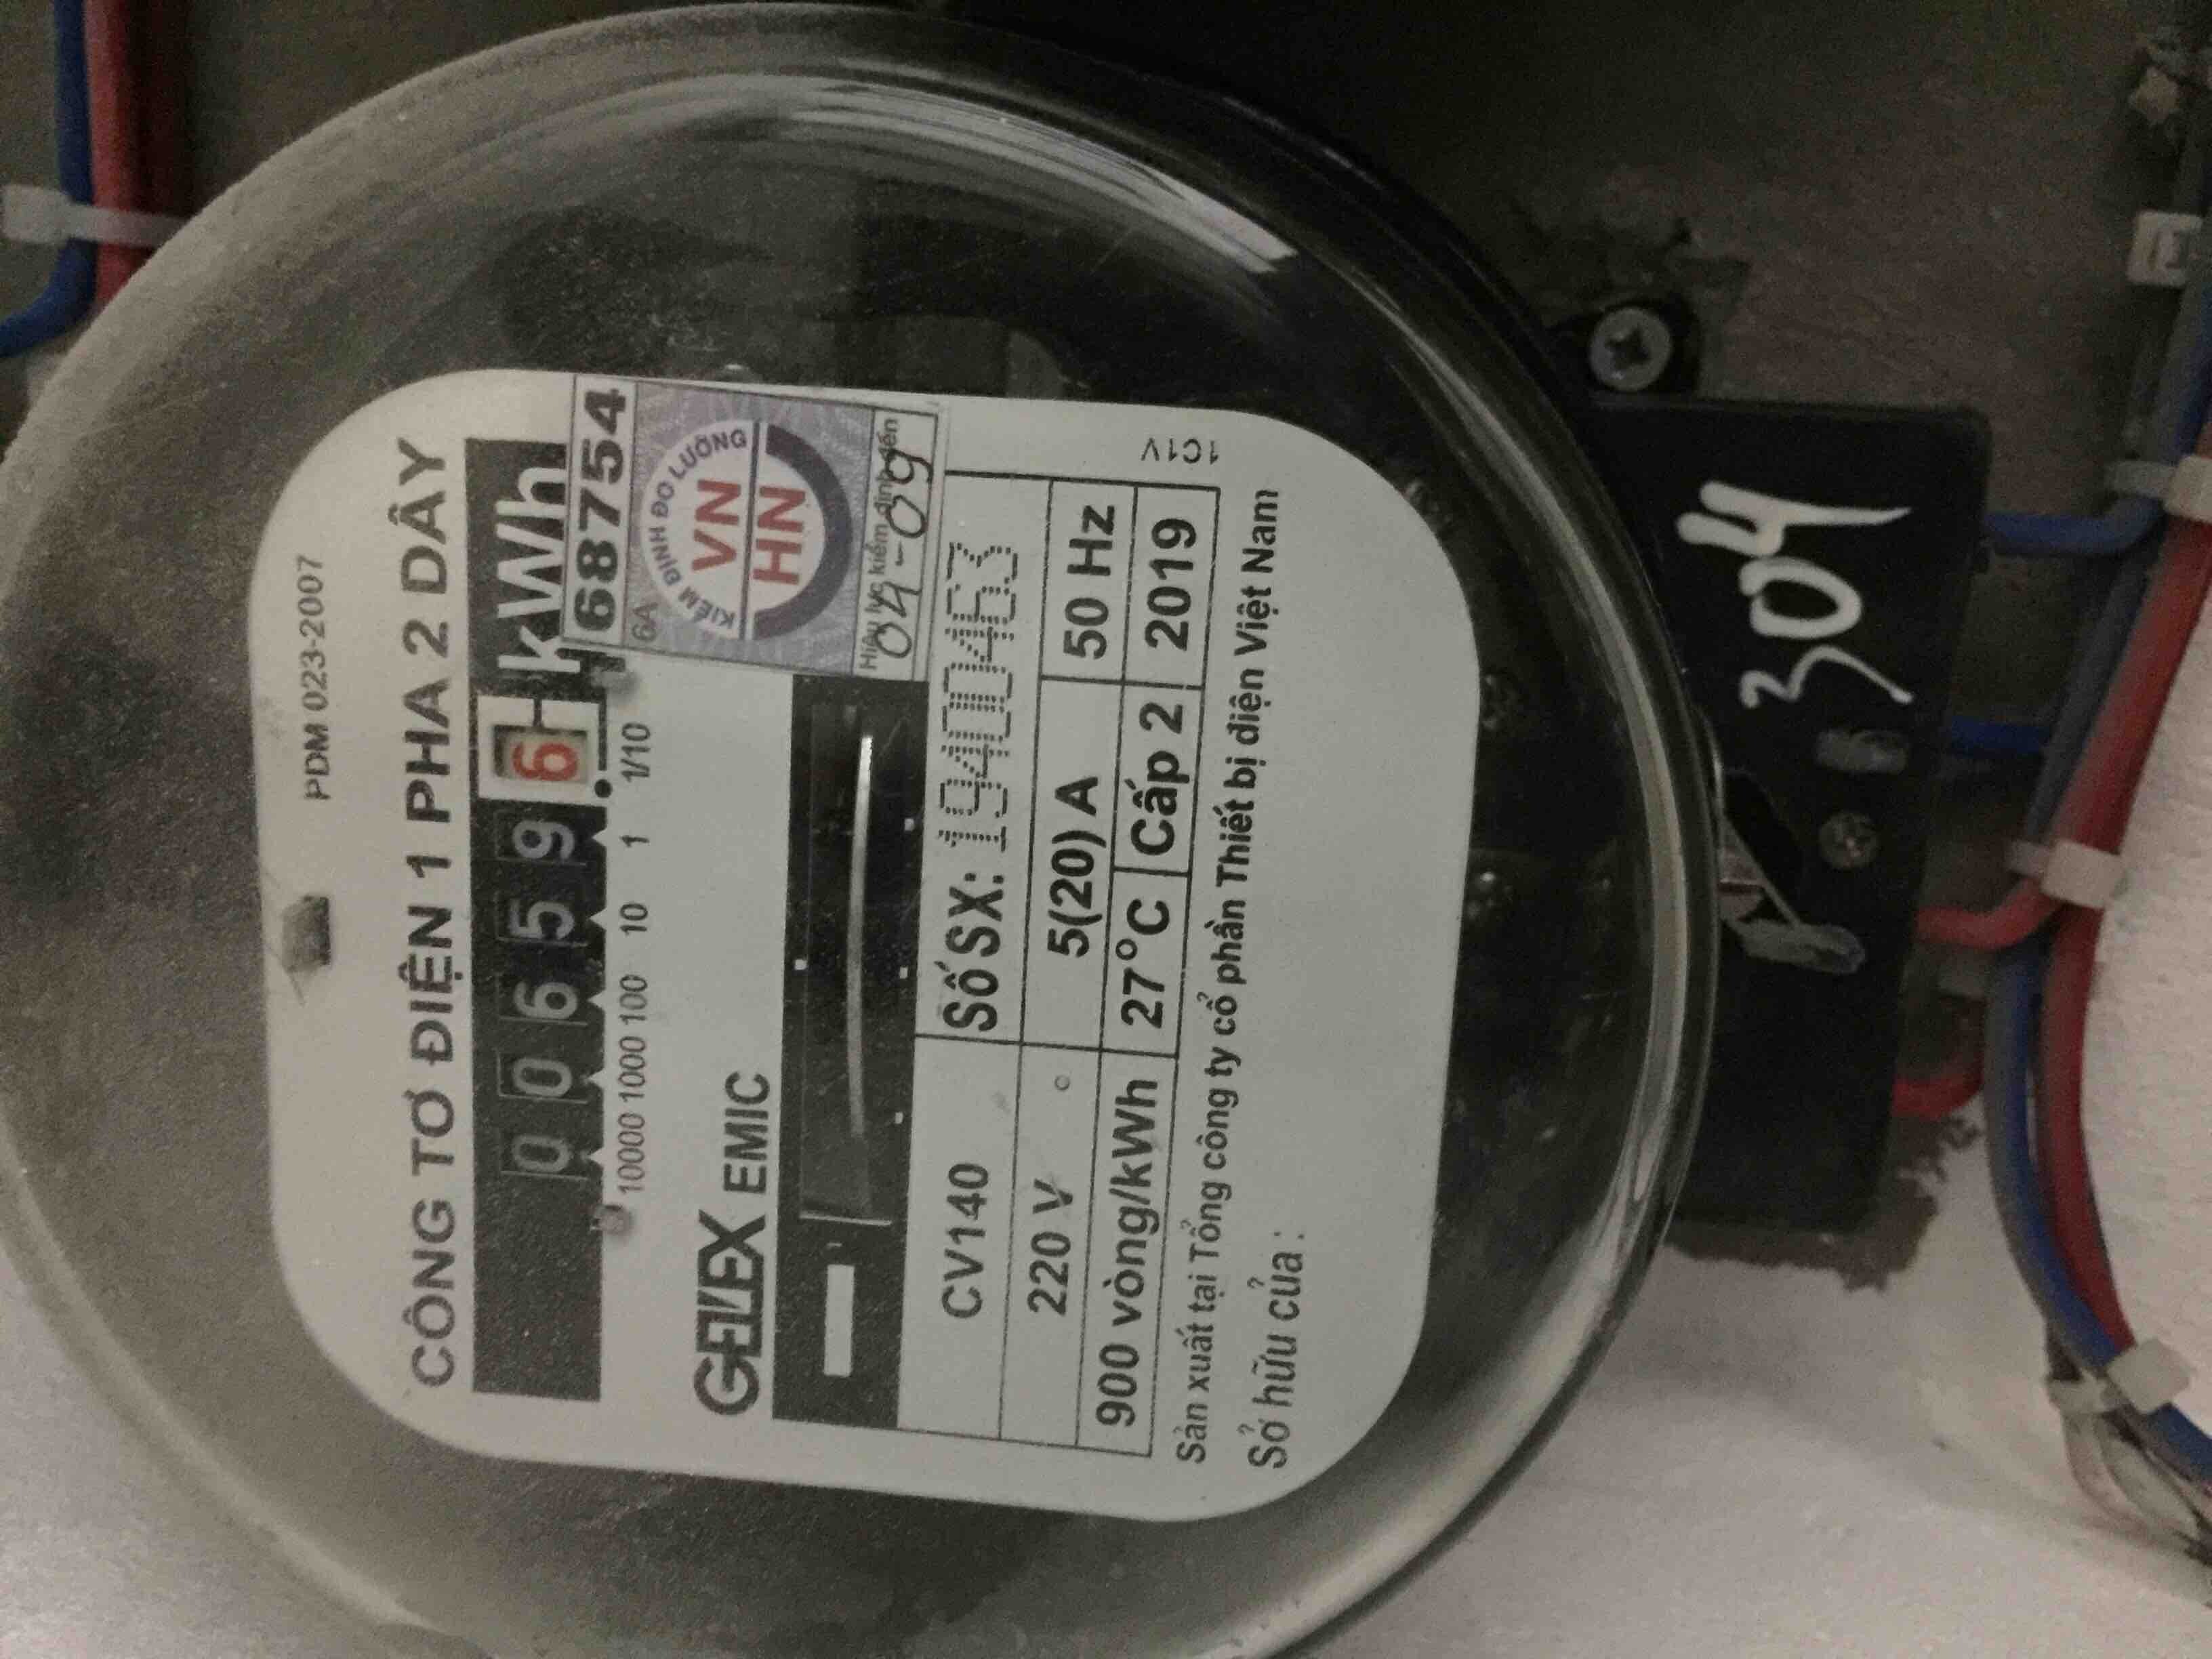 PDM 023-2007
CÔNG TƠ ĐIỆN 1 PHA 2 DÂY
0 0 6 5 9 6 kWh
10000 1000 100 10 1 1/10
6A 68754
KIỂM ĐỊNH ĐO LƯỜNG
VN
HN
Hiệu lực kiểm định đến
04-09
GELEX EMIC
CV140 Số SX: 19400463
220 V 5(20) A 50 Hz
900 vòng/kWh 27°C Cấp 2 2019
1C1V
Sản xuất tại Tổng công ty cổ phần Thiết bị điện Việt Nam
Sở hữu của:
304